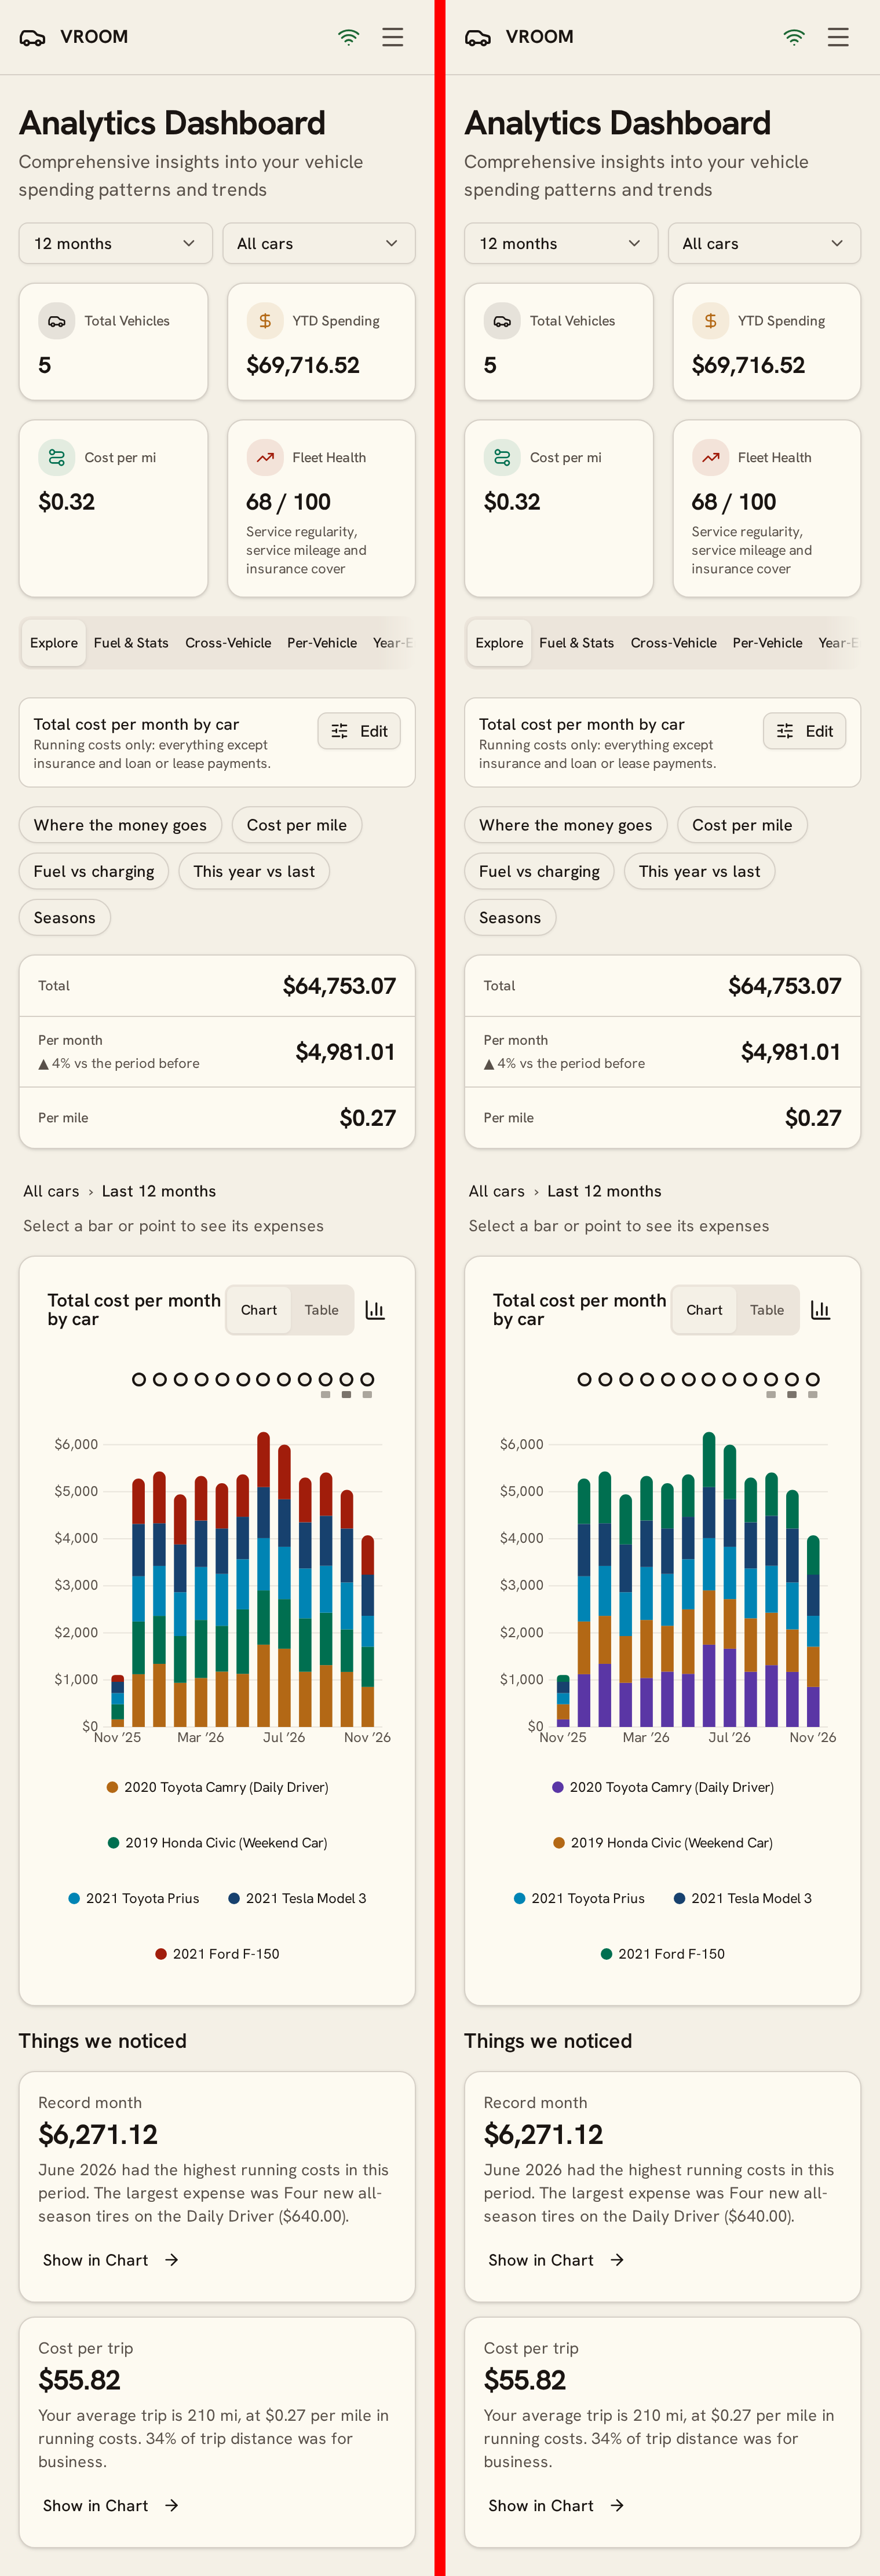 VROOM
Analytics Dashboard
Comprehensive insights into your vehicle
spending patterns and trends
12 months
All cars
Total Vehicles
5
YTD Spending
$69,716.52
Cost per mi
$0.32
Fleet Health
68 / 100
Service regularity,
service mileage and
insurance cover
Explore
Fuel & Stats
Cross-Vehicle
Per-Vehicle
Year-E
Total cost per month by car
Running costs only: everything except
insurance and loan or lease payments.
Edit
Where the money goes
Cost per mile
Fuel vs charging
This year vs last
Seasons
Total
$64,753.07
Per month
▲ 4% vs the period before
$4,981.01
Per mile
$0.27
All cars › Last 12 months
Select a bar or point to see its expenses
Total cost per month
by car
Chart
Table
$6,000
$5,000
$4,000
$3,000
$2,000
$1,000
$0
Nov ’25
Mar ’26
Jul ’26
Nov ’26
2020 Toyota Camry (Daily Driver)
2019 Honda Civic (Weekend Car)
2021 Toyota Prius
2021 Tesla Model 3
2021 Ford F-150
Things we noticed
Record month
$6,271.12
June 2026 had the highest running costs in this
period. The largest expense was Four new all-
season tires on the Daily Driver ($640.00).
Show in Chart →
Cost per trip
$55.82
Your average trip is 210 mi, at $0.27 per mile in
running costs. 34% of trip distance was for
business.
Show in Chart →
VROOM
Analytics Dashboard
Comprehensive insights into your vehicle
spending patterns and trends
12 months
All cars
Total Vehicles
5
YTD Spending
$69,716.52
Cost per mi
$0.32
Fleet Health
68 / 100
Service regularity,
service mileage and
insurance cover
Explore
Fuel & Stats
Cross-Vehicle
Per-Vehicle
Year-E
Total cost per month by car
Running costs only: everything except
insurance and loan or lease payments.
Edit
Where the money goes
Cost per mile
Fuel vs charging
This year vs last
Seasons
Total
$64,753.07
Per month
▲ 4% vs the period before
$4,981.01
Per mile
$0.27
All cars › Last 12 months
Select a bar or point to see its expenses
Total cost per month
by car
Chart
Table
$6,000
$5,000
$4,000
$3,000
$2,000
$1,000
$0
Nov ’25
Mar ’26
Jul ’26
Nov ’26
2020 Toyota Camry (Daily Driver)
2019 Honda Civic (Weekend Car)
2021 Toyota Prius
2021 Tesla Model 3
2021 Ford F-150
Things we noticed
Record month
$6,271.12
June 2026 had the highest running costs in this
period. The largest expense was Four new all-
season tires on the Daily Driver ($640.00).
Show in Chart →
Cost per trip
$55.82
Your average trip is 210 mi, at $0.27 per mile in
running costs. 34% of trip distance was for
business.
Show in Chart →